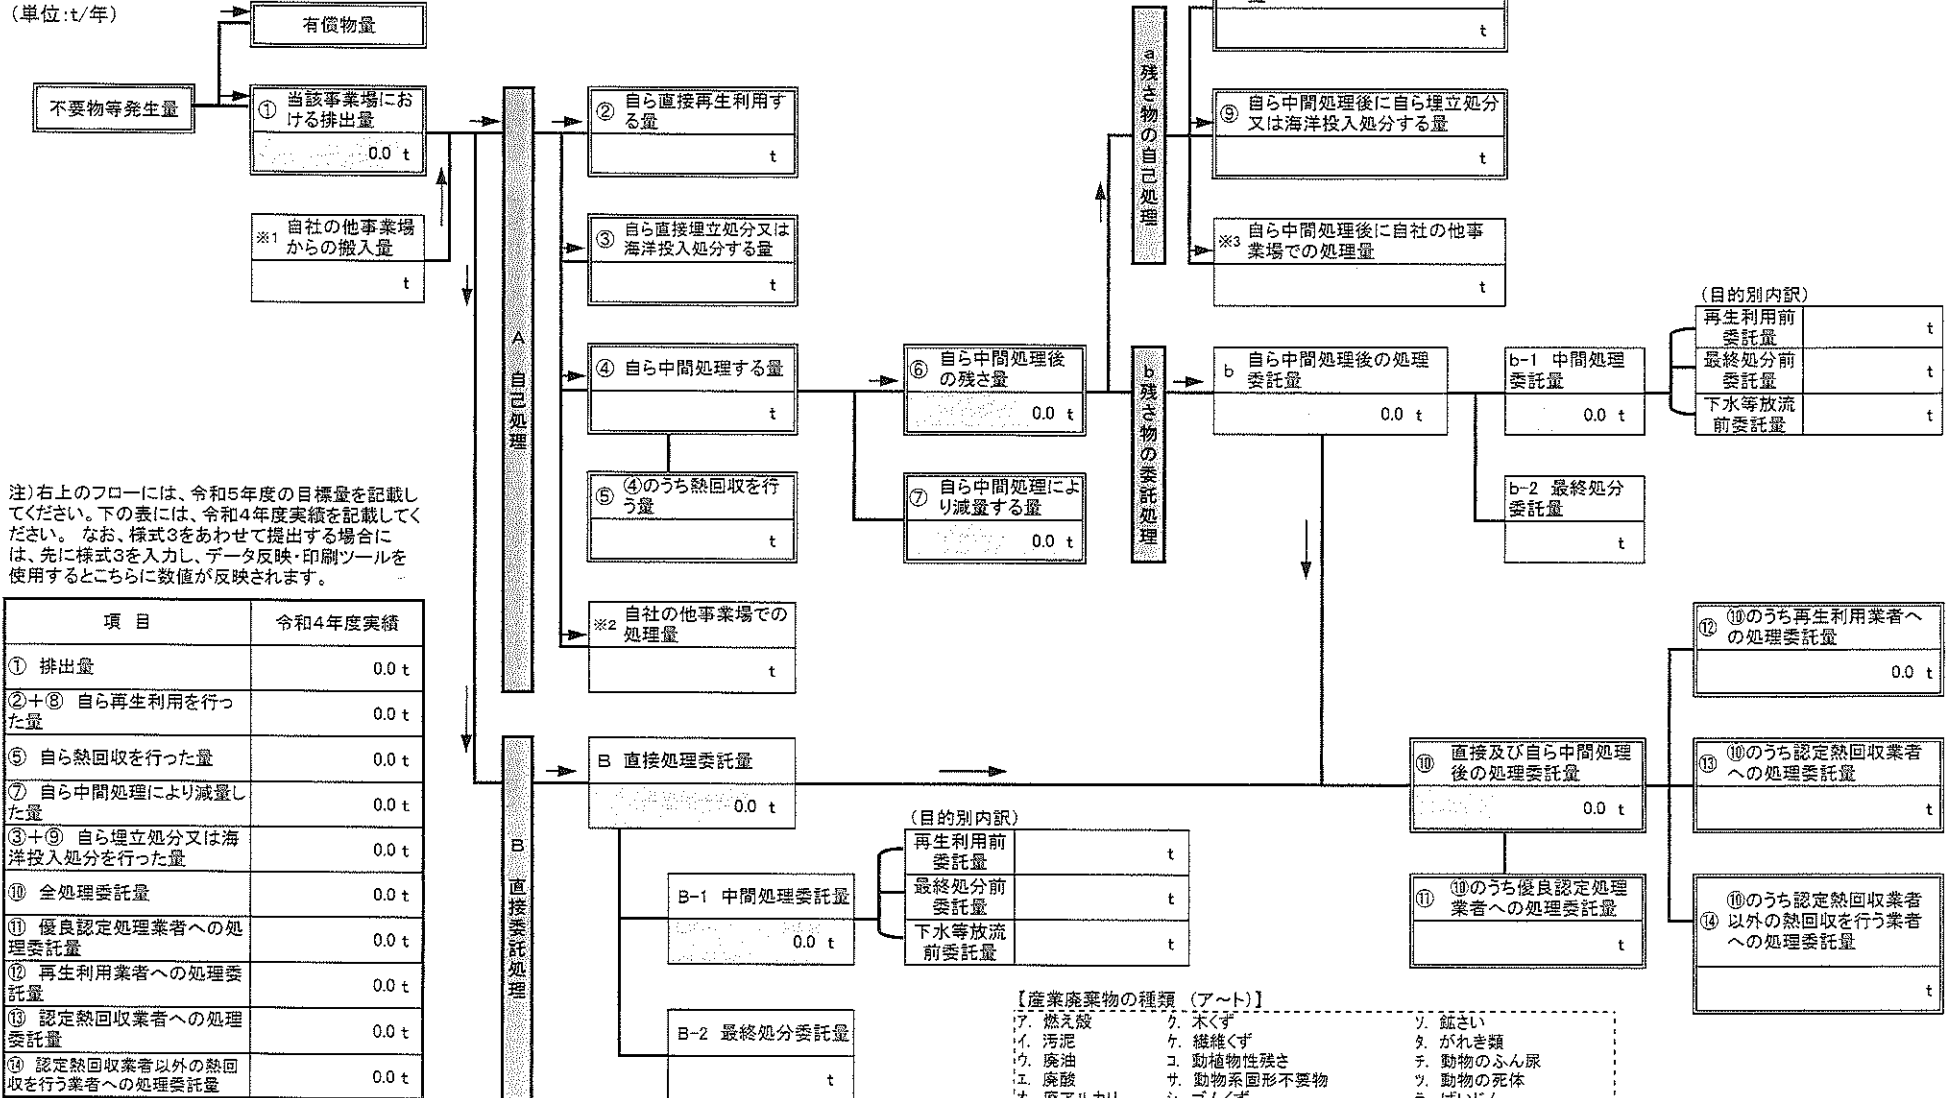 (単位:t/年)
有償物量
不要物等発生量
① 当該事業場にお
ける排出量
0.0 t
※1 自社の他事業場
からの搬入量
t
A 自己処理
② 自ら直接再生利用す
る量
t
③ 自ら直接埋立処分又は
海洋投入処分する量
t
④ 自ら中間処理する量
t
⑤ ④のうち熱回収を行
う量
t
※2 自社の他事業場での
処理量
t
⑥ 自ら中間処理後
の残さ量
0.0 t
⑦ 自ら中間処理によ
り減量する量
0.0 t
a 残さ物の自己処理
t
⑨ 自ら中間処理後に自ら埋立処分
又は海洋投入処分する量
t
※3 自ら中間処理後に自社の他事
業場での処理量
t
b 残さ物の委託処理
b 自ら中間処理後の処理
委託量
0.0 t
b-1 中間処理
委託量
0.0 t
(目的別内訳)
再生利用前
委託量
t
最終処分前
委託量
t
下水等放流
前委託量
t
b-2 最終処分
委託量
t
注)右上のフローには、令和5年度の目標量を記載し
てください。下の表には、令和4年度実績を記載してく
ださい。 なお、様式3をあわせて提出する場合に
は、先に様式3を入力し、データ反映・印刷ツールを
使用するとこちらに数値が反映されます。
項 目 令和4年度実績
① 排出量 0.0 t
②+⑧ 自ら再生利用を行っ
た量 0.0 t
⑤ 自ら熱回収を行った量 0.0 t
⑦ 自ら中間処理により減量し
た量 0.0 t
③+⑨ 自ら埋立処分又は海
洋投入処分を行った量 0.0 t
⑩ 全処理委託量 0.0 t
⑪ 優良認定処理業者への処
理委託量 0.0 t
⑫ 再生利用業者への処理委
託量 0.0 t
⑬ 認定熱回収業者への処理
委託量 0.0 t
⑭ 認定熱回収業者以外の熱回
収を行う業者への処理委託量 0.0 t
B 直接委託処理
B 直接処理委託量
0.0 t
B-1 中間処理委託量
0.0 t
(目的別内訳)
再生利用前
委託量
t
最終処分前
委託量
t
下水等放流
前委託量
t
B-2 最終処分委託量
t
⑩ 直接及び自ら中間処理
後の処理委託量
0.0 t
⑪ ⑩のうち優良認定処理
業者への処理委託量
t
⑫ ⑩のうち再生利用業者へ
の処理委託量
0.0 t
⑬ ⑩のうち認定熱回収業者
への処理委託量
t
⑭ ⑩のうち認定熱回収業者
以外の熱回収を行う業者
への処理委託量
t
【産業廃棄物の種類 (ア~ト)】
ア. 燃え殻 ク. 木くず ソ. 鉱さい
イ. 汚泥 ケ. 繊維くず タ. がれき類
ウ. 廃油 コ. 動植物性残さ チ. 動物のふん尿
エ. 廃酸 サ. 動物系固形不要物 ツ. 動物の死体